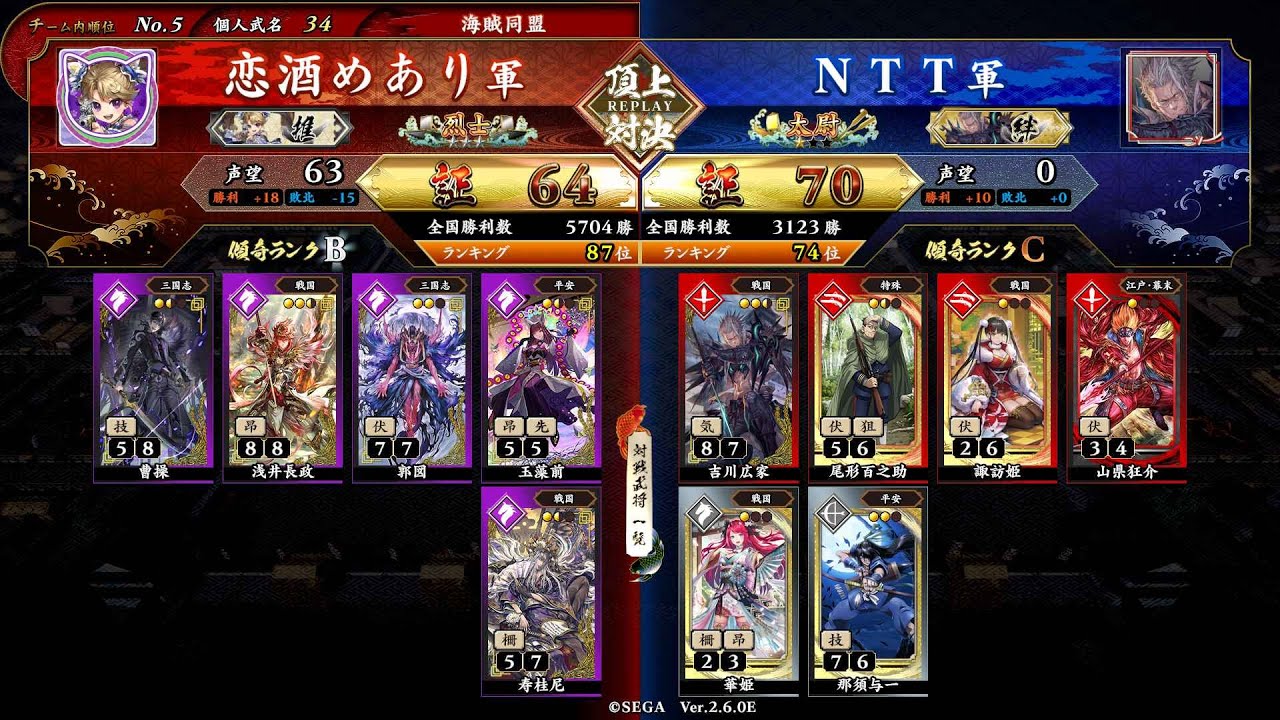 チーム内順位 No.5 個人武名 34 海賊同盟
恋酒めあり軍
頂上
REPLAY
対決
NTT軍
推
烈士
太尉
絆
声望 63
勝利 +18 敗北 -15
証 64
証 70
声望 0
勝利 +10 敗北 +0
全国勝利数 5704勝
全国勝利数 3123勝
傾奇ランクB
ランキング 87位
ランキング 74位
傾奇ランクC
三国志
技
5 8
曹操
戦国
昂
8 8
浅井長政
三国志
伏
7 7
郭図
平安
昂 先
5 5
玉藻前
戦国
柵
5 7
寿桂尼
対戦武将一覧
戦国
気
8 7
吉川広家
特殊
伏 狙
5 6
尾形百之助
戦国
伏
2 6
諏訪姫
江戸・幕末
伏
3 4
山県狂介
戦国
柵 昂
2 3
華姫
平安
技
7 6
那須与一
©SEGA Ver.2.6.0E